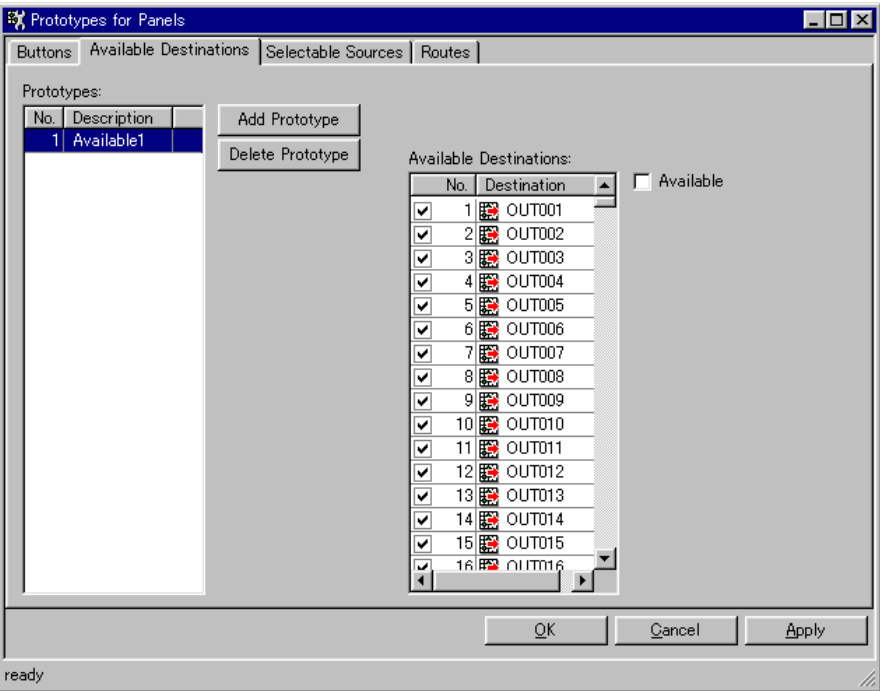 Prototypes for Panels
Buttons Available Destinations Selectable Sources Routes
Prototypes:
No. Description
1 Available1
Add Prototype
Delete Prototype
Available Destinations:
No. Destination
1 OUT001
2 OUT002
3 OUT003
4 OUT004
5 OUT005
6 OUT006
7 OUT007
8 OUT008
9 OUT009
10 OUT010
11 OUT011
12 OUT012
13 OUT013
14 OUT014
15 OUT015
16 OUT016
Available
OK Cancel Apply
ready